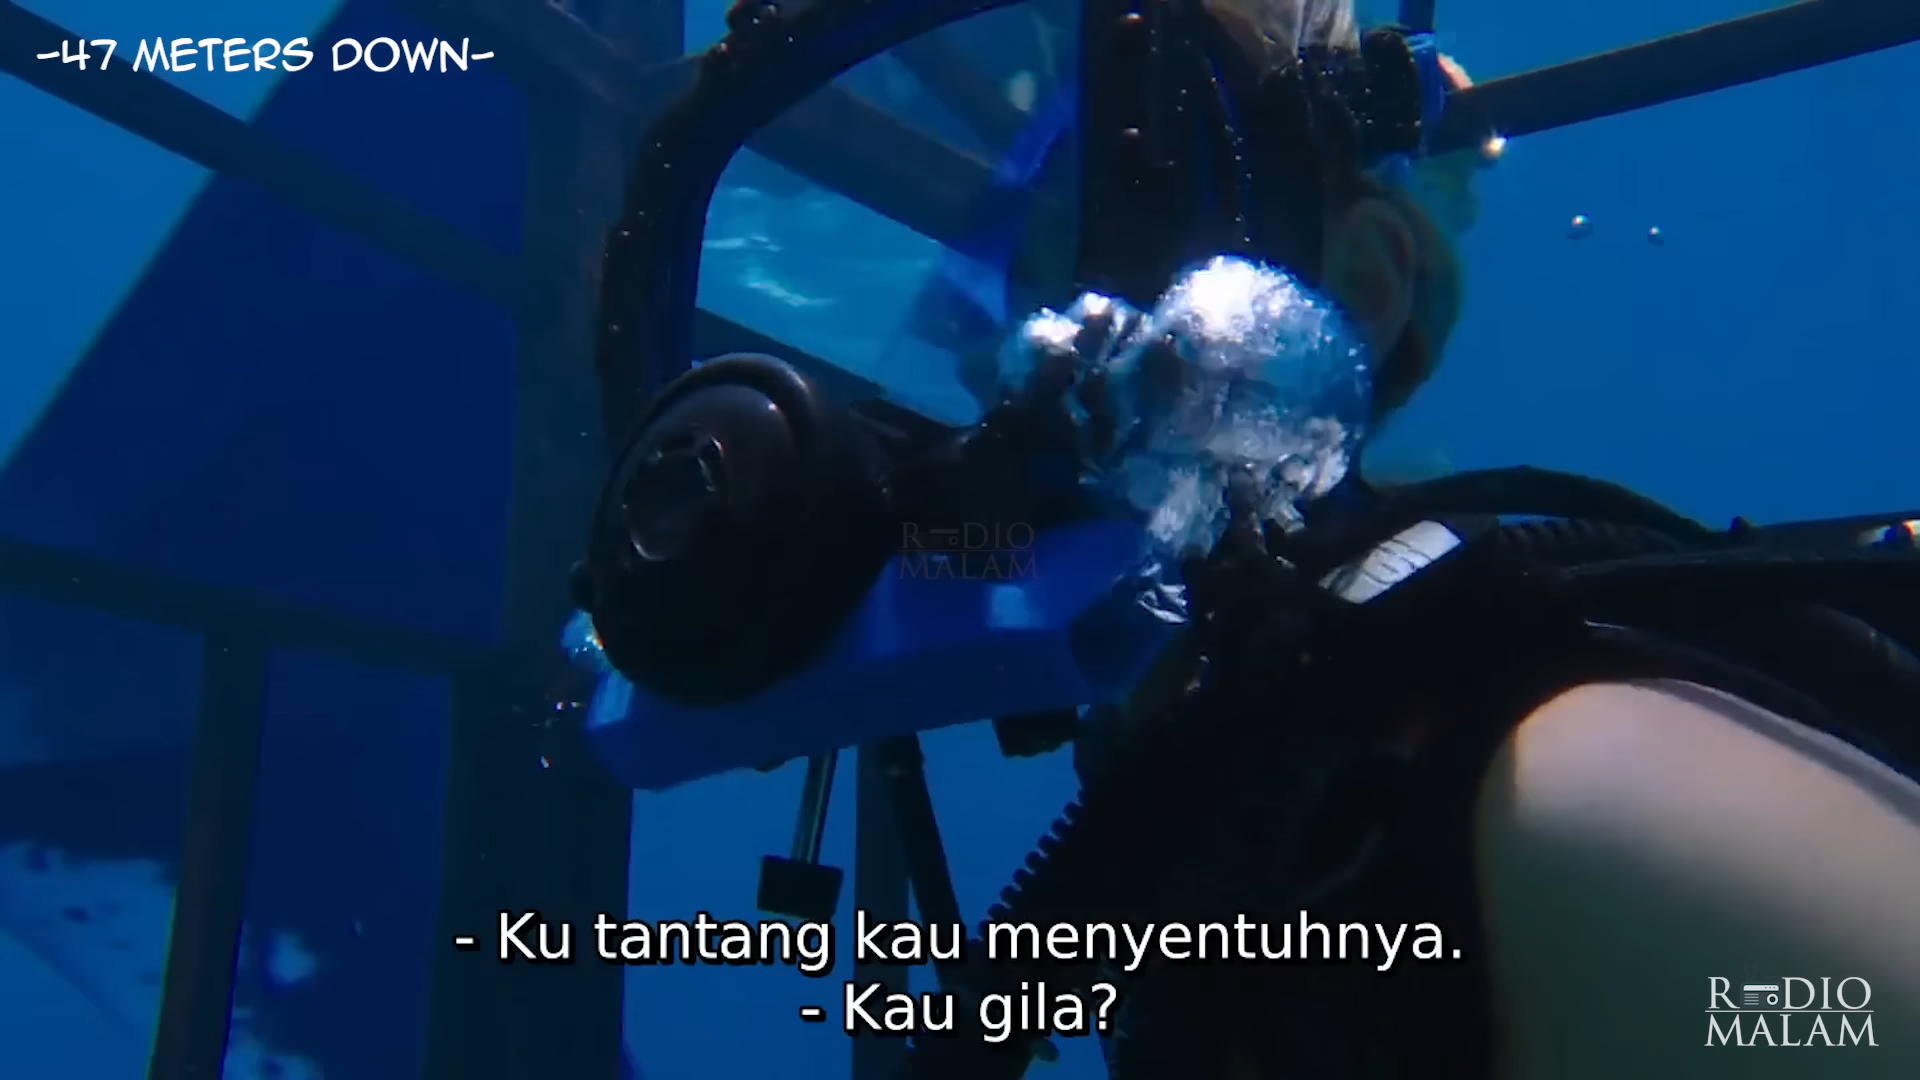 -47 METERS DOWN-
RADIO
MALAM
- Ku tantang kau menyentuhnya.
- Kau gila?
RADIO
MALAM